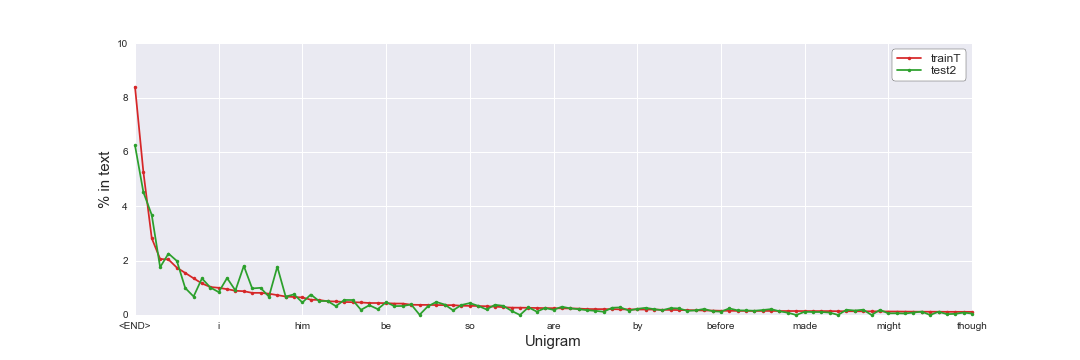 10
8
6
4
2
0
% in text
trainT
test2
<END> i him be so are by before made might though
Unigram